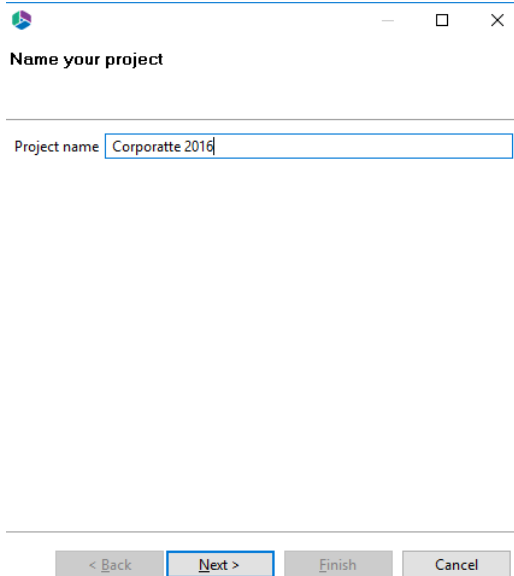 Name your project
Project name Corporatte 2016
< Back Next > Finish Cancel